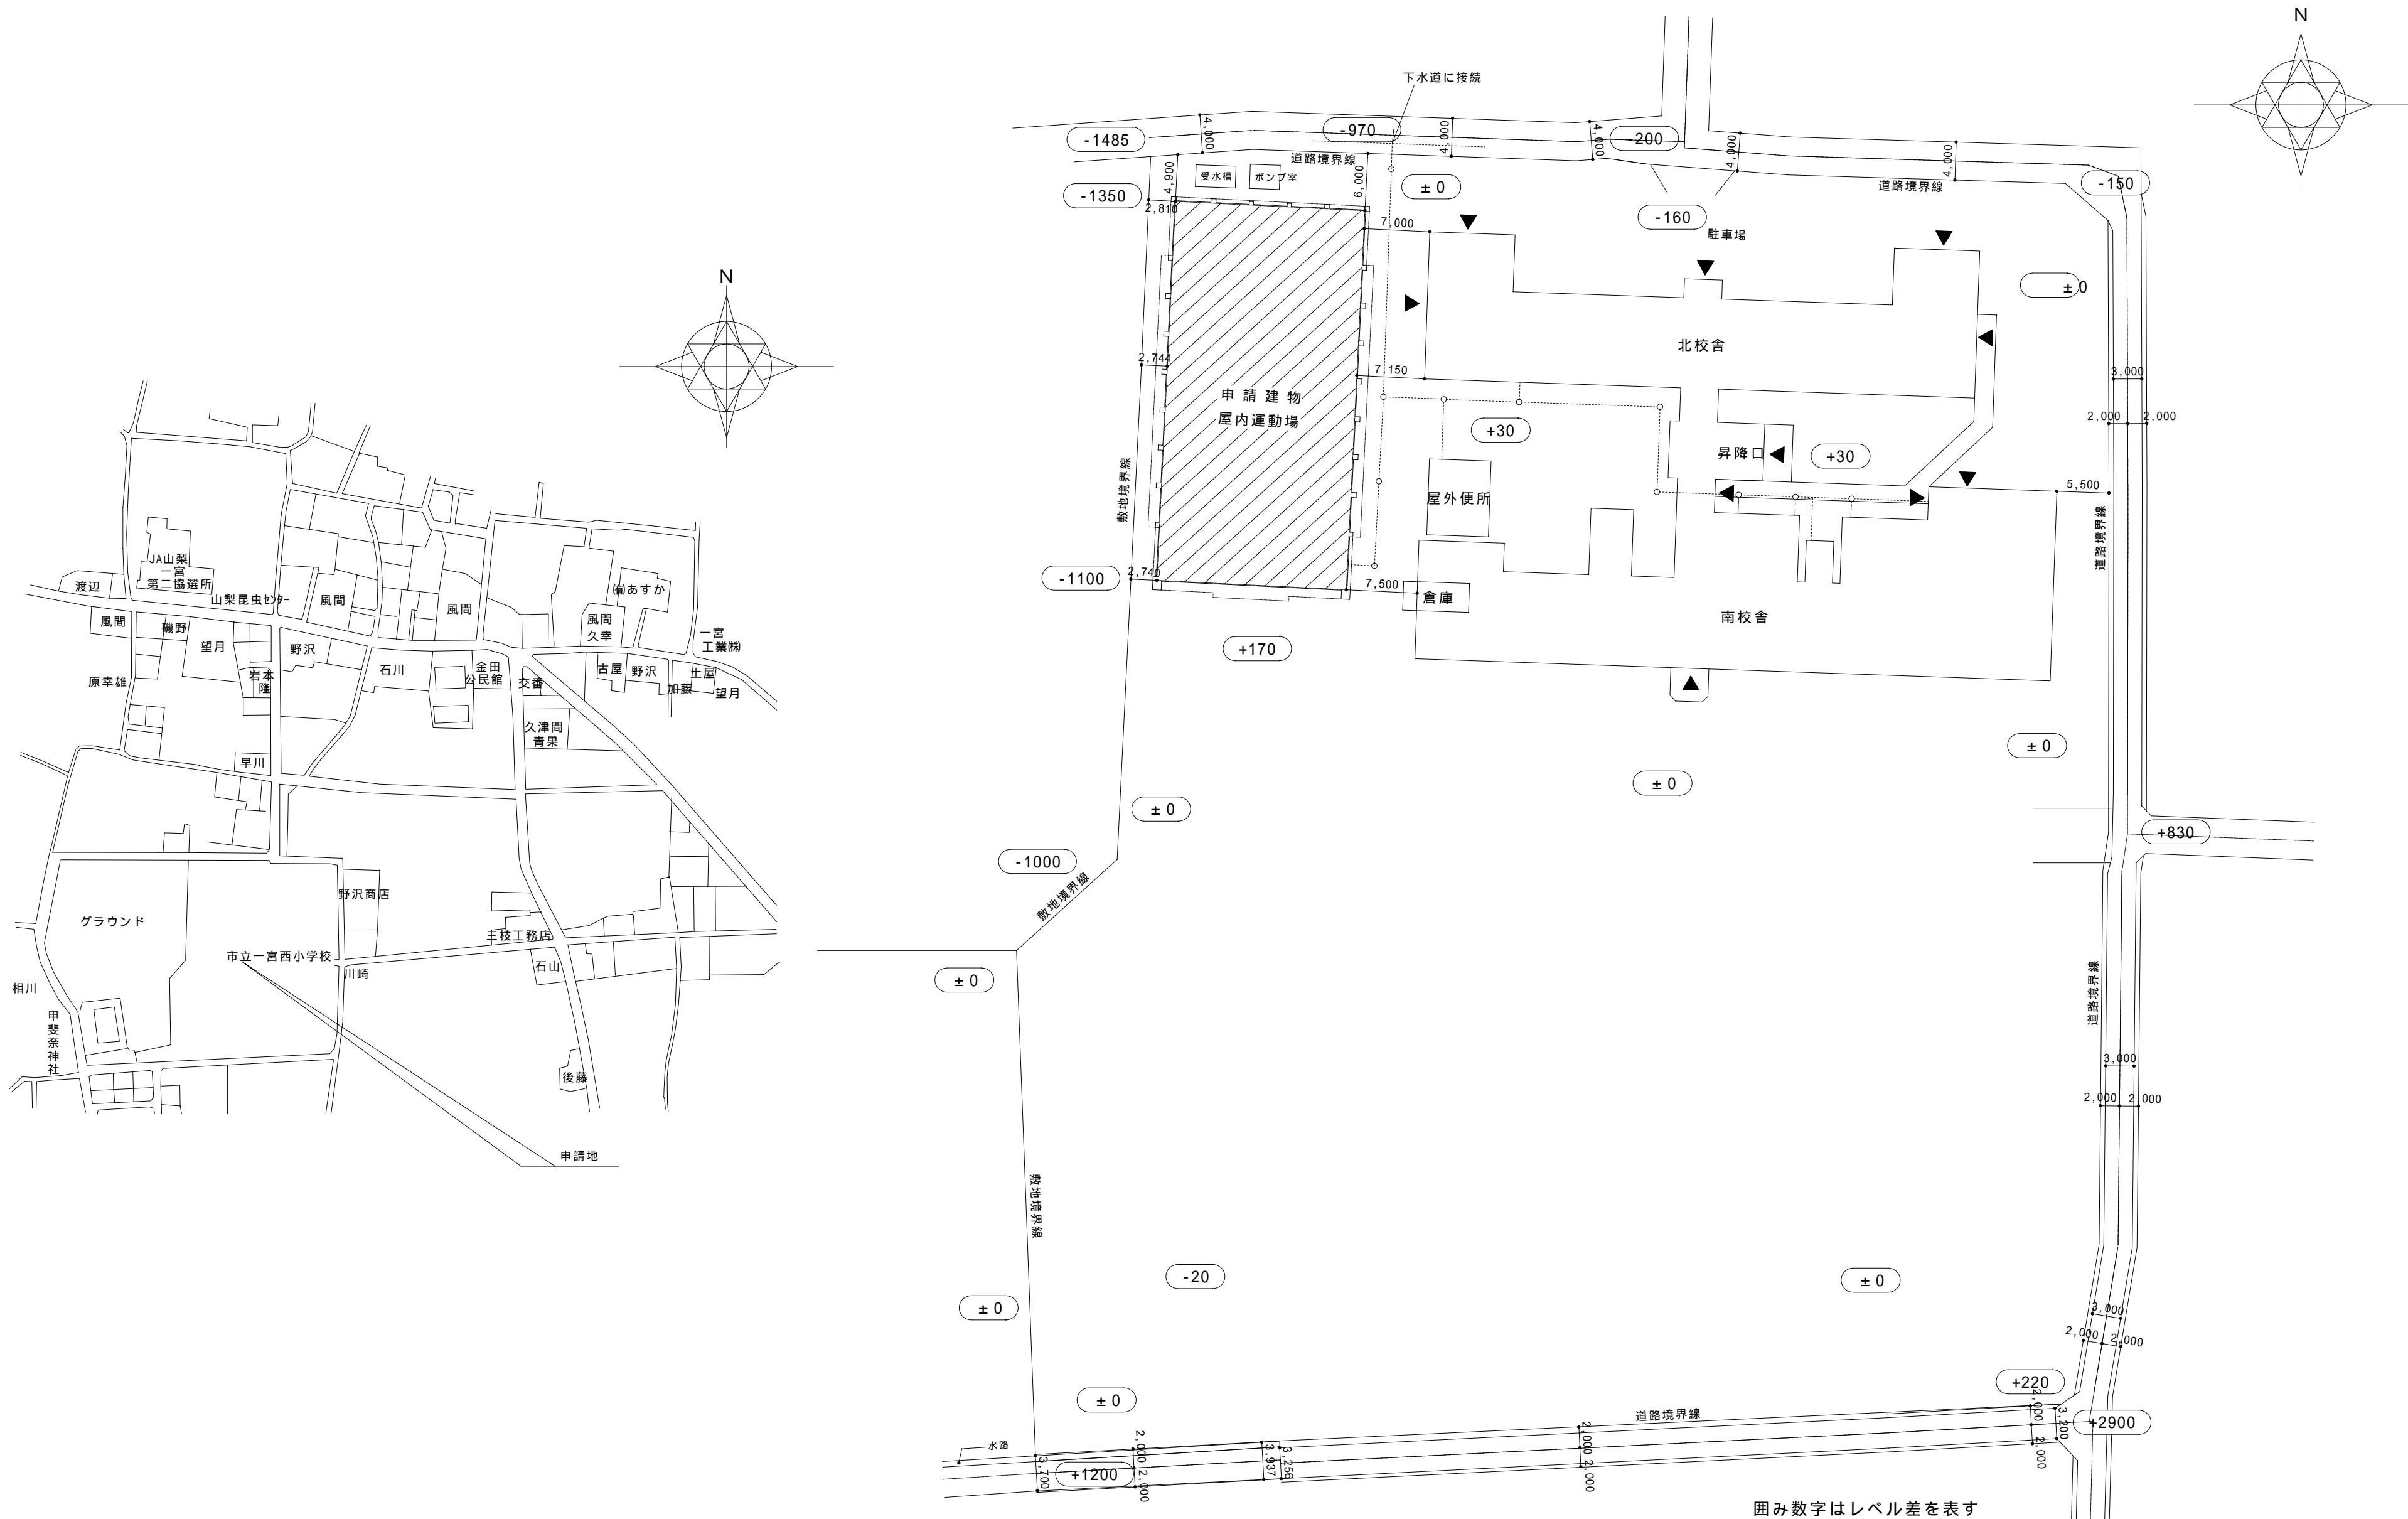 N
JA山梨
一宮
第二協選所
渡辺
山梨昆虫ｾﾝﾀｰ
風間
風間
㈲あすか
風間
久幸
風間
磯野
望月
野沢
岩本
隆
石川
金田
公民館
交番
古屋
野沢
加藤
土屋
望月
一宮
工業㈱
原幸雄
久津間
青果
早川
野沢商店
グラウンド
三枝工務店
市立一宮西小学校
川崎
石山
相川
甲斐奈神社
後藤
申請地
N
下水道に接続
-1485
4,000
-970
4,000
4,000
-200
4,000
4,000
道路境界線
道路境界線
-150
-1350
4,900
受水槽
ポンプ室
6,000
±0
-160
駐車場
2,810
7,000
±0
北校舎
2,744
7,150
3,000
申請建物
屋内運動場
2,000
2,000
+30
昇降口
+30
敷地境界線
屋外便所
5,500
道路境界線
-1100
2,740
7,500
倉庫
南校舎
+170
±0
±0
±0
+830
-1000
敷地境界線
±0
道路境界線
3,000
2,000
2,000
敷地境界線
-20
±0
±0
3,000
2,000
2,000
+220
±0
道路境界線
2,000
3,200
+2900
2,000
水路
3,700
+1200
2,000
2,000
3,937
3,256
2,000
2,000
囲み数字はレベル差を表す